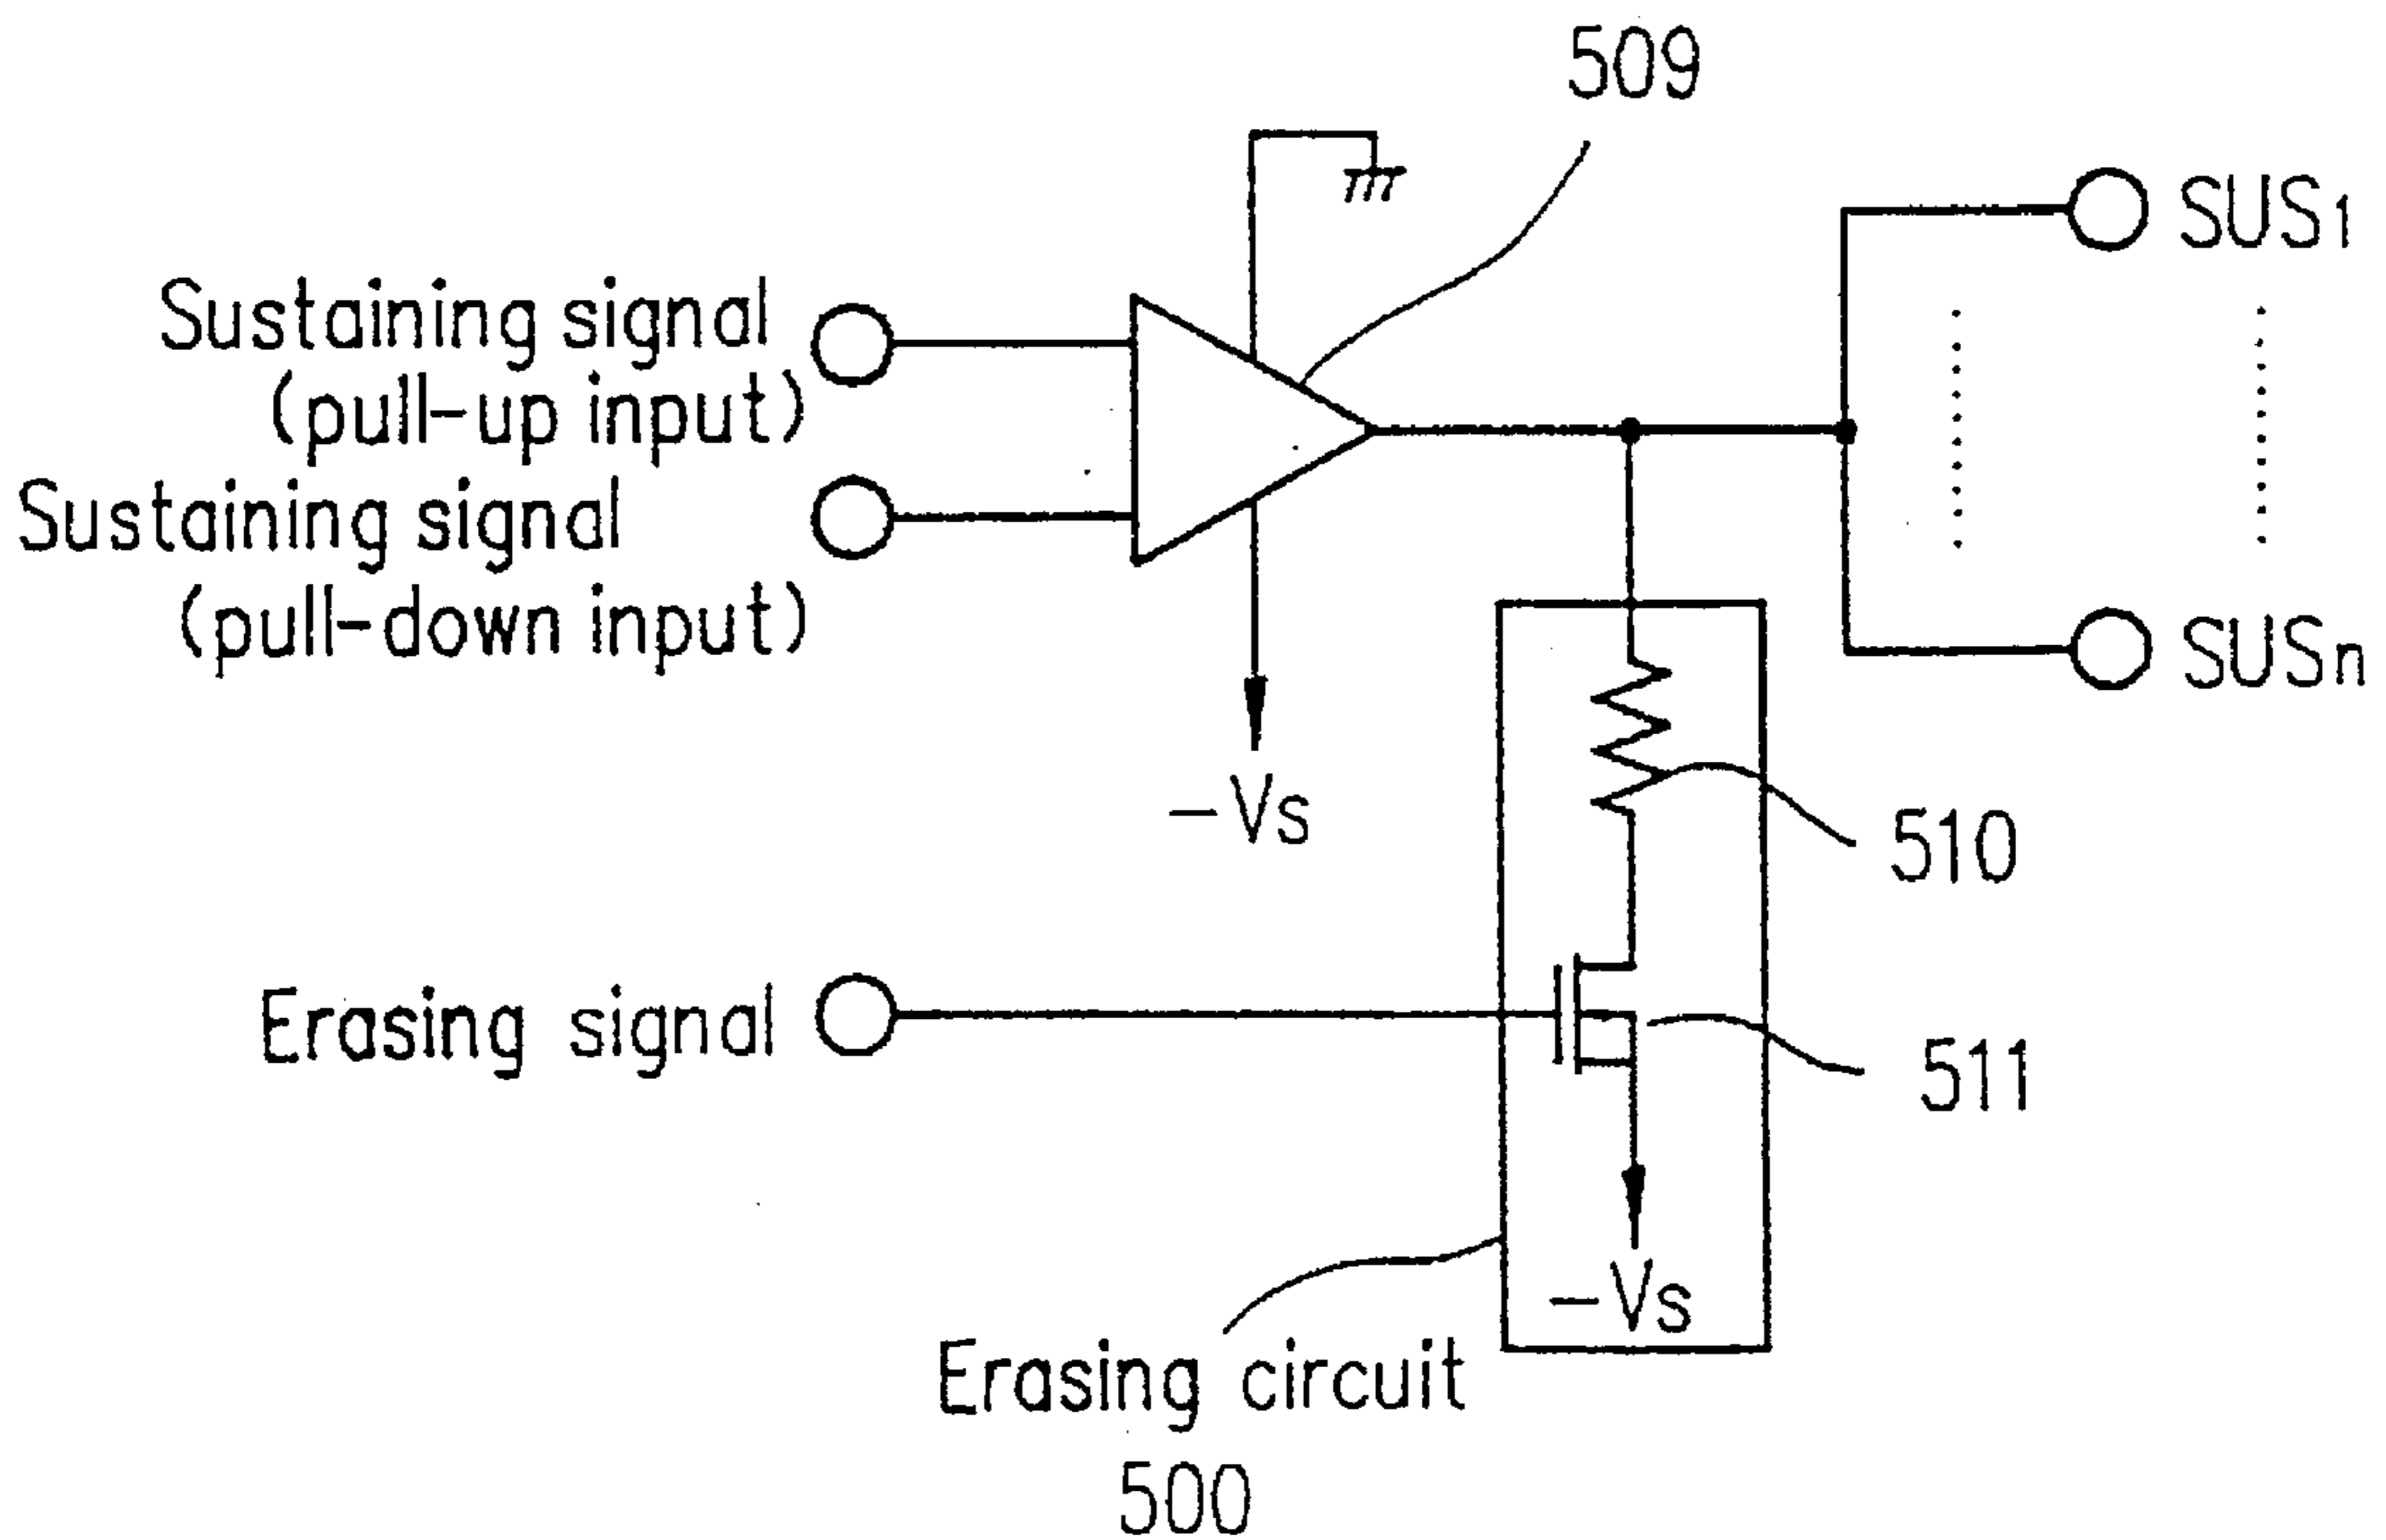 509
SUS1
Sustaining signal
(pull-up input)
Sustaining signal
(pull-down input)
SUSn
-Vs
510
Erasing signal
511
-Vs
Erasing circuit
500